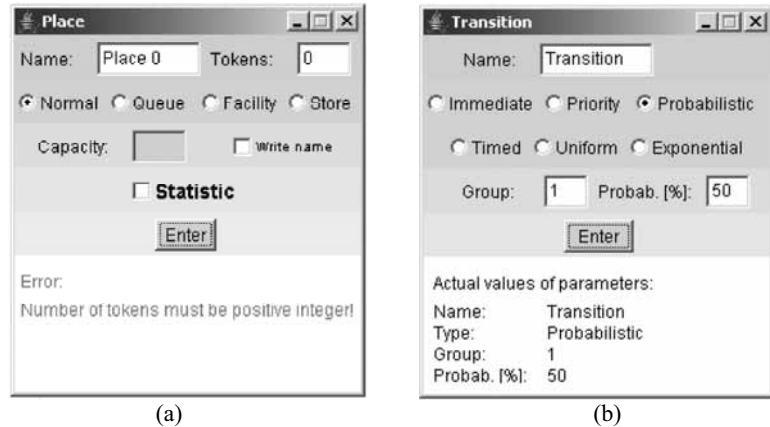 Place
Name: Place 0 Tokens: 0
Normal Queue Facility Store
Capacity: Write name
Statistic
Enter
Error:
Number of tokens must be positive integer!
(a)
Transition
Name: Transition
Immediate Priority Probabilistic
Timed Uniform Exponential
Group: 1 Probab. [%]: 50
Enter
Actual values of parameters:
Name: Transition
Type: Probabilistic
Group: 1
Probab. [%]: 50
(b)